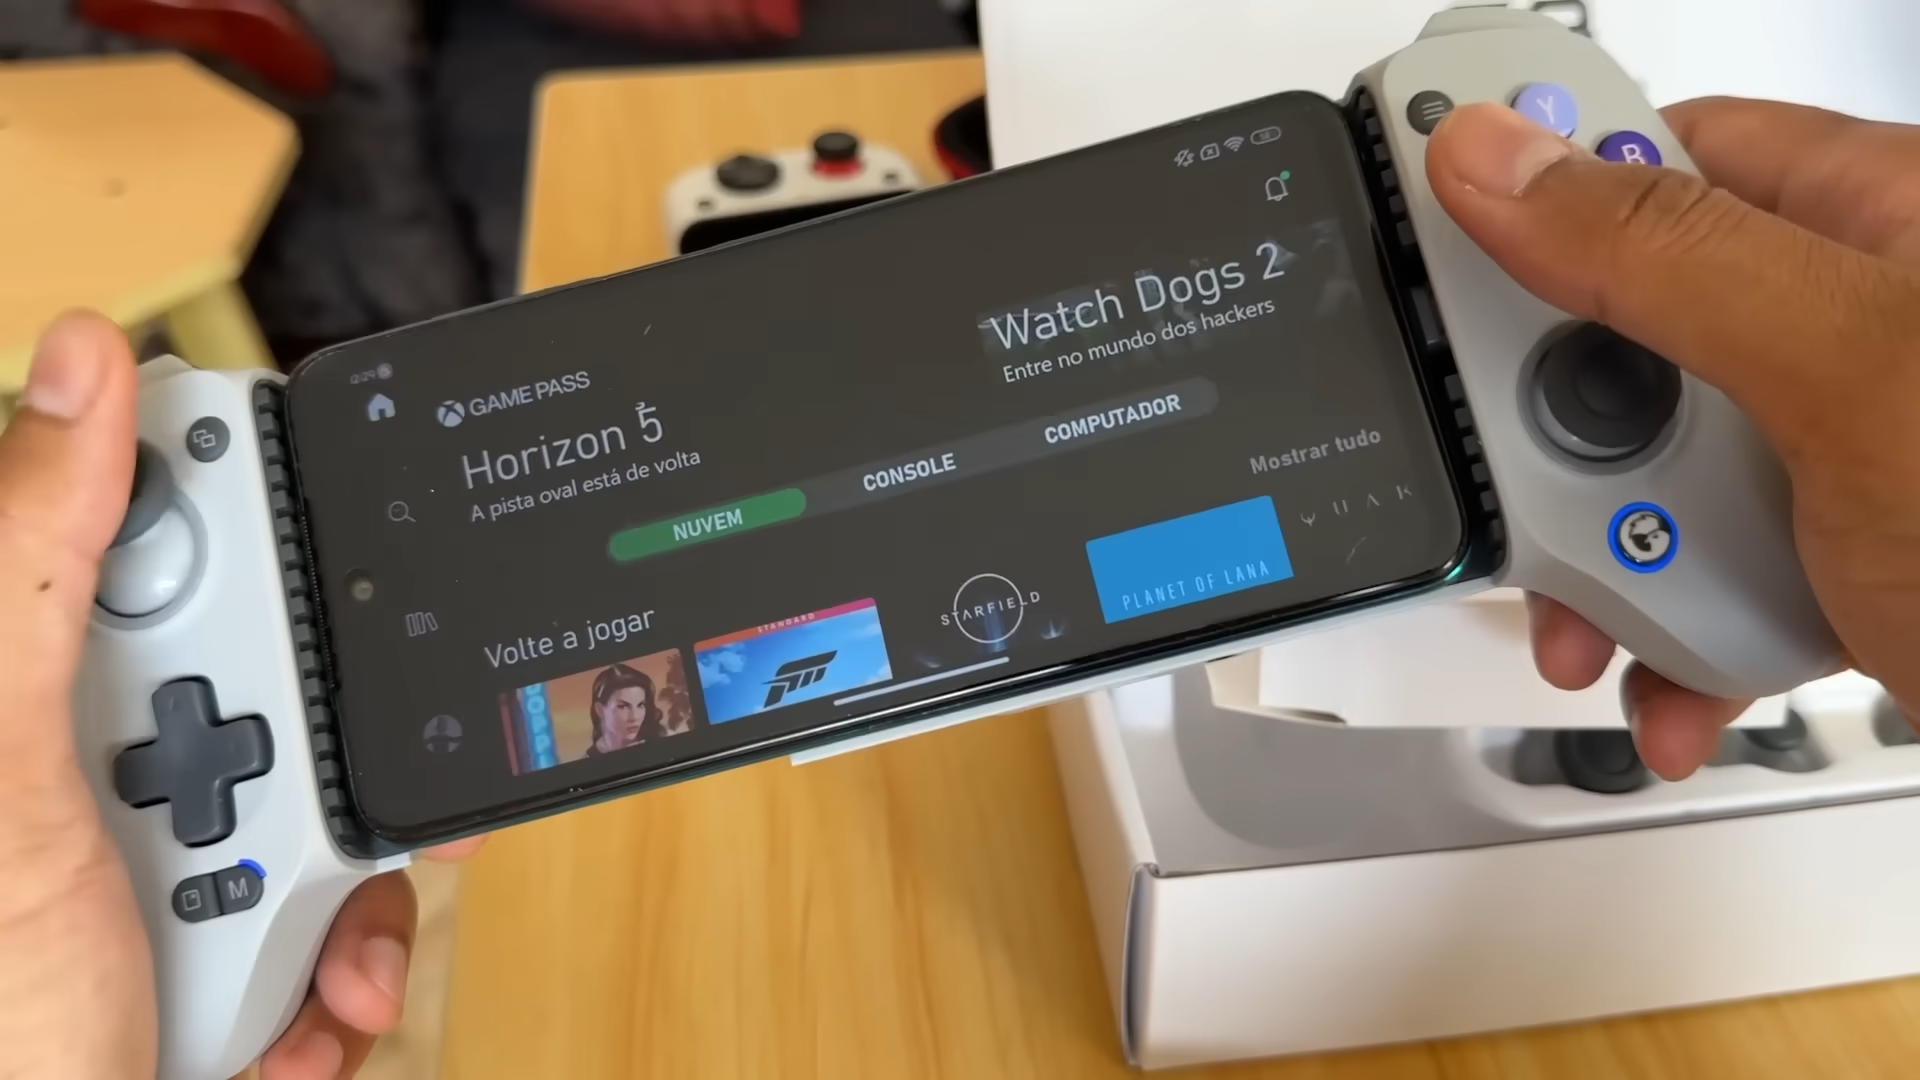 GAME PASS
Horizon 5
A pista oval está de volta
Watch Dogs 2
Entre no mundo dos hackers
NUVEM
CONSOLE
COMPUTADOR
Volte a jogar
Mostrar tudo
STANDARD
STARFIELD
PLANET OF LANA
Y
B
M